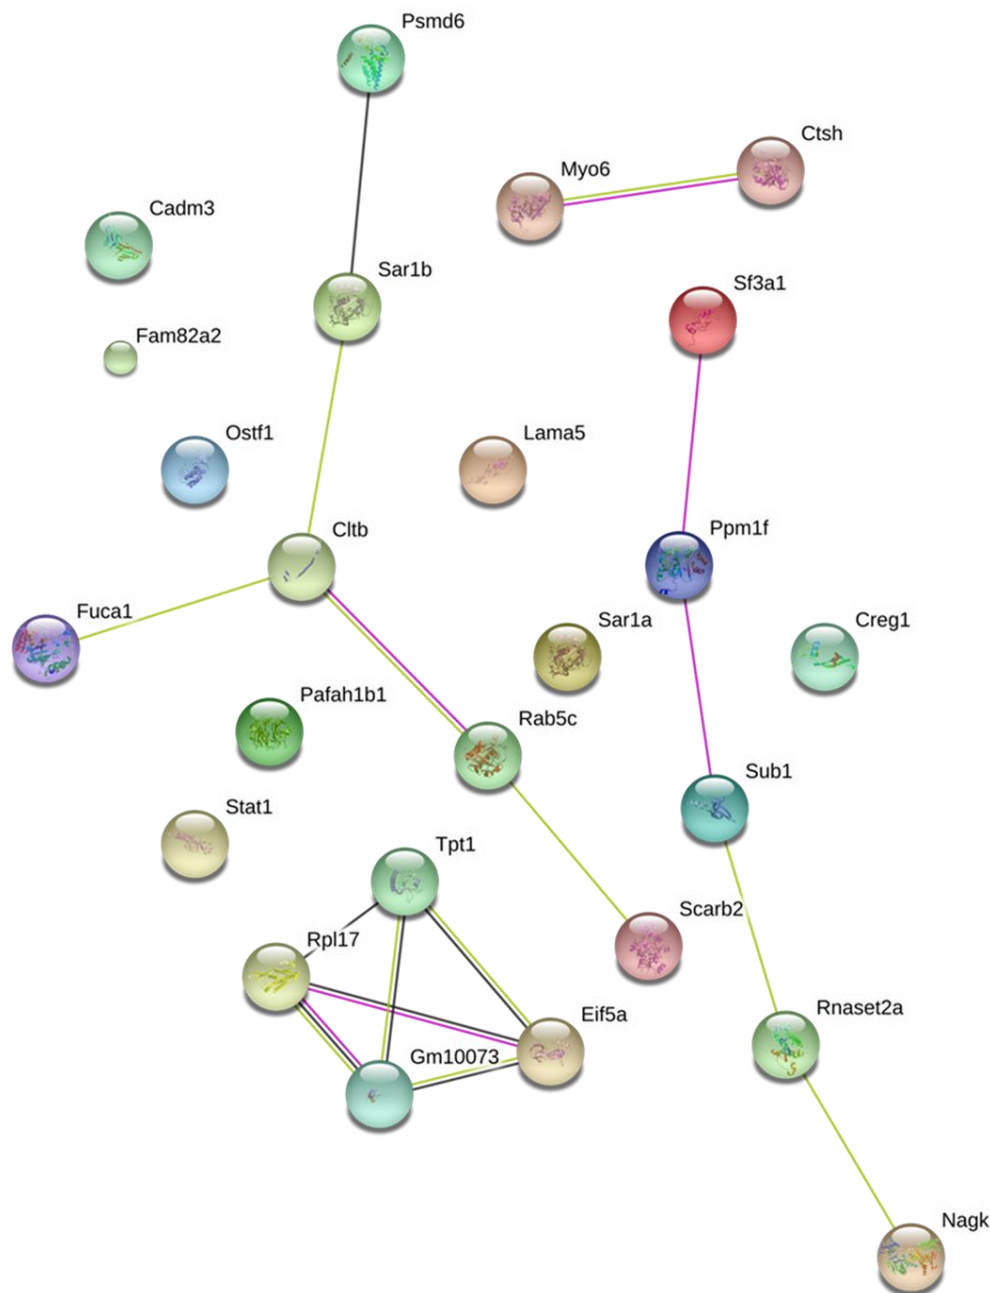 Psmd6
Ctsh
Myo6
Cadm3
Sar1b
Sf3a1
Fam82a2
Ostf1
Lama5
Cltb
Ppm1f
Fuca1
Sar1a
Creg1
Pafah1b1
Rab5c
Sub1
Stat1
Tpt1
Scarb2
Rpl17
Rnaset2a
Eif5a
Gm10073
Nagk